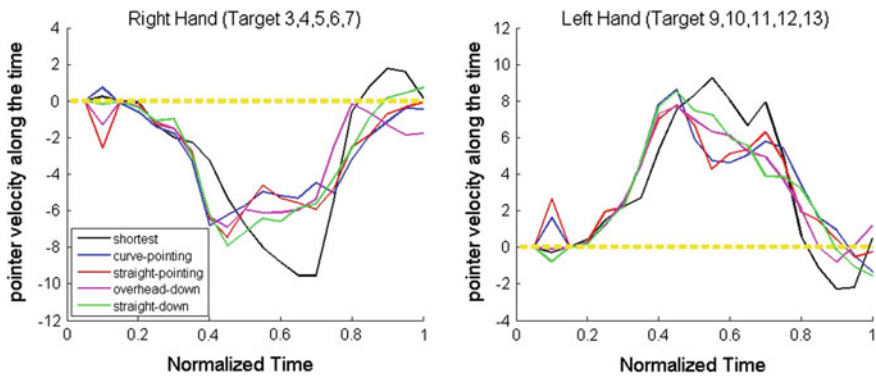 Right Hand (Target 3,4,5,6,7)
pointer velocity along the time
4
2
0
-2
-4
-6
-8
-10
-12
shortest
curve-pointing
straight-pointing
overhead-down
straight-down
0
0.2
0.4
0.6
0.8
1
Normalized Time
Left Hand (Target 9,10,11,12,13)
pointer velocity along the time
12
10
8
6
4
2
0
-2
-4
0
0.2
0.4
0.6
0.8
1
Normalized Time